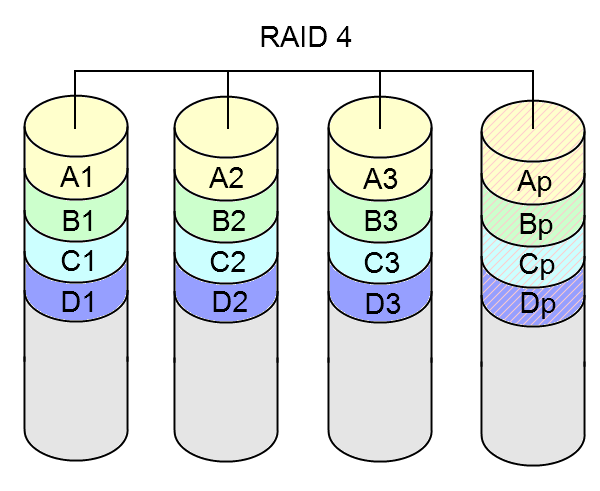 RAID 4
A1 A2 A3 Ap
B1 B2 B3 Bp
C1 C2 C3 Cp
D1 D2 D3 Dp